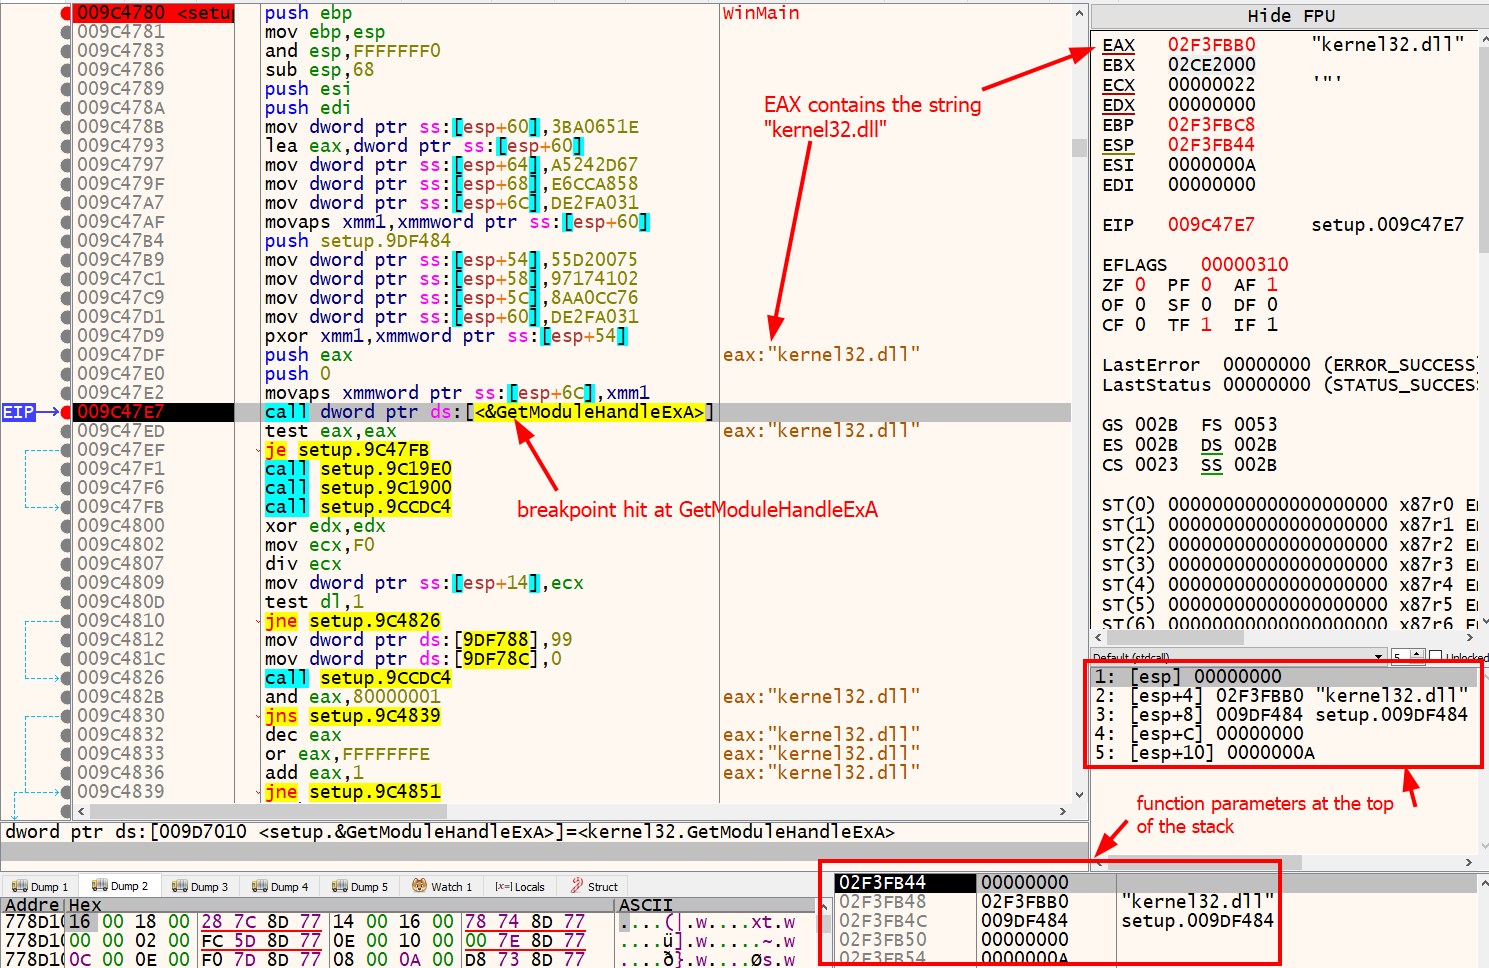 009C4780 <setup push ebp WinMain
009C4781 mov ebp,esp
009C4783 and esp,FFFFFFF0
009C4786 sub esp,68
009C4789 push esi
009C478A push edi
009C478B mov dword ptr ss:[esp+60],3BA0651E
009C4793 lea eax,dword ptr ss:[esp+60]
009C4797 mov dword ptr ss:[esp+64],A5242D67
009C479F mov dword ptr ss:[esp+68],E6CCA858
009C47A7 mov dword ptr ss:[esp+6C],DE2FA031
009C47AF movaps xmm1,xmmword ptr ss:[esp+60]
009C47B4 push setup.9DF484
009C47B9 mov dword ptr ss:[esp+54],55D20075
009C47C1 mov dword ptr ss:[esp+58],97174102
009C47C9 mov dword ptr ss:[esp+5C],8AA0CC76
009C47D1 mov dword ptr ss:[esp+60],DE2FA031
009C47D9 pxor xmm1,xmmword ptr ss:[esp+54]
009C47DF push eax eax:"kernel32.dll"
009C47E0 push 0
009C47E2 movaps xmmword ptr ss:[esp+6C],xmm1
EIP 009C47E7 call dword ptr ds:[<&GetModuleHandleExA>]
009C47ED test eax,eax eax:"kernel32.dll"
009C47EF je setup.9C47FB
009C47F1 call setup.9C19E0
009C47F6 call setup.9C1900
009C47FB call setup.9CCDC4
009C4800 xor edx,edx
009C4802 mov ecx,F0
009C4807 div ecx
009C4809 mov dword ptr ss:[esp+14],ecx
009C480D test dl,1
009C4810 jne setup.9C4826
009C4812 mov dword ptr ds:[9DF788],99
009C481C mov dword ptr ds:[9DF78C],0
009C4826 call setup.9CCDC4
009C482B and eax,80000001 eax:"kernel32.dll"
009C4830 jns setup.9C4839
009C4832 dec eax eax:"kernel32.dll"
009C4833 or eax,FFFFFFFE eax:"kernel32.dll"
009C4836 add eax,1 eax:"kernel32.dll"
009C4839 jne setup.9C4851
EAX contains the string
"kernel32.dll"
breakpoint hit at GetModuleHandleExA
dword ptr ds:[009D7010 <setup.&GetModuleHandleExA>]=<kernel32.GetModuleHandleExA>
Hide FPU
EAX 02F3FBB0 "kernel32.dll"
EBX 02CE2000
ECX 00000022 '"'
EDX 00000000
EBP 02F3FBC8
ESP 02F3FB44
ESI 0000000A
EDI 00000000
EIP 009C47E7 setup.009C47E7
EFLAGS 00000310
ZF 0 PF 0 AF 1
OF 0 SF 0 DF 0
CF 0 TF 1 IF 1
LastError 00000000 (ERROR_SUCCESS)
LastStatus 00000000 (STATUS_SUCCESS
GS 002B FS 0053
ES 002B DS 002B
CS 0023 SS 002B
ST(0) 00000000000000000000 x87r0 E
ST(1) 00000000000000000000 x87r1 E
ST(2) 00000000000000000000 x87r2 E
ST(3) 00000000000000000000 x87r3 E
ST(4) 00000000000000000000 x87r4 E
ST(5) 00000000000000000000 x87r5 E
ST(6) 00000000000000000000 x87r6 E
Default (stdcall) 5 Unlocked
1: [esp] 00000000
2: [esp+4] 02F3FBB0 "kernel32.dll"
3: [esp+8] 009DF484 setup.009DF484
4: [esp+C] 00000000
5: [esp+10] 0000000A
function parameters at the top
of the stack
Dump 1 Dump 2 Dump 3 Dump 4 Dump 5 Watch 1 [x=] Locals Struct
Addre Hex ASCII
778D10 16 00 18 00 28 7C 8D 77 14 00 16 00 78 74 8D 77 ....(|.w....xt.w
778D10 00 00 02 00 FC 5D 8D 77 0E 00 10 00 00 7E 8D 77 ....ü].w.....~.w
778D10 0C 00 0E 00 F0 7D 8D 77 08 00 0A 00 D8 73 8D 77 ....ð}.w....Øs.w
02F3FB44 00000000
02F3FB48 02F3FBB0 "kernel32.dll"
02F3FB4C 009DF484 setup.009DF484
02F3FB50 00000000
02F3FB54 0000000A